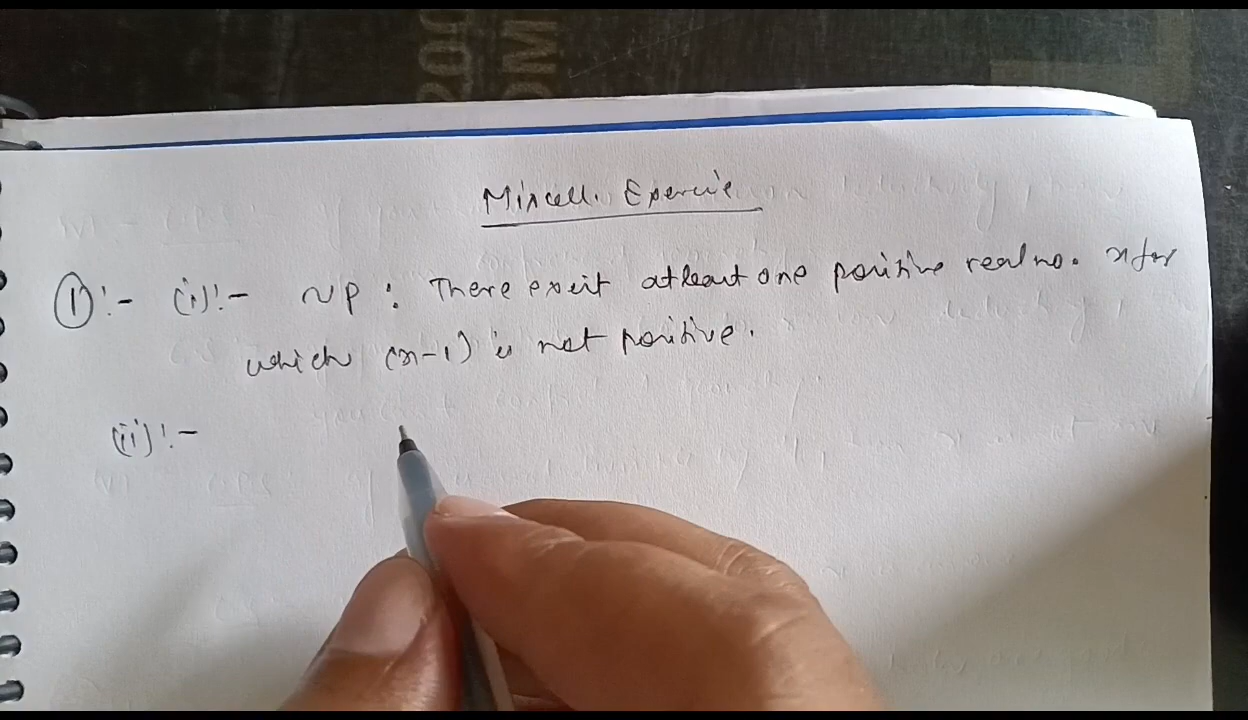 Miscell. Exercise
(1):- (i):- ~p : There exist atleast one positive real no. x for
which (x-1) is not positive.
(ii):-